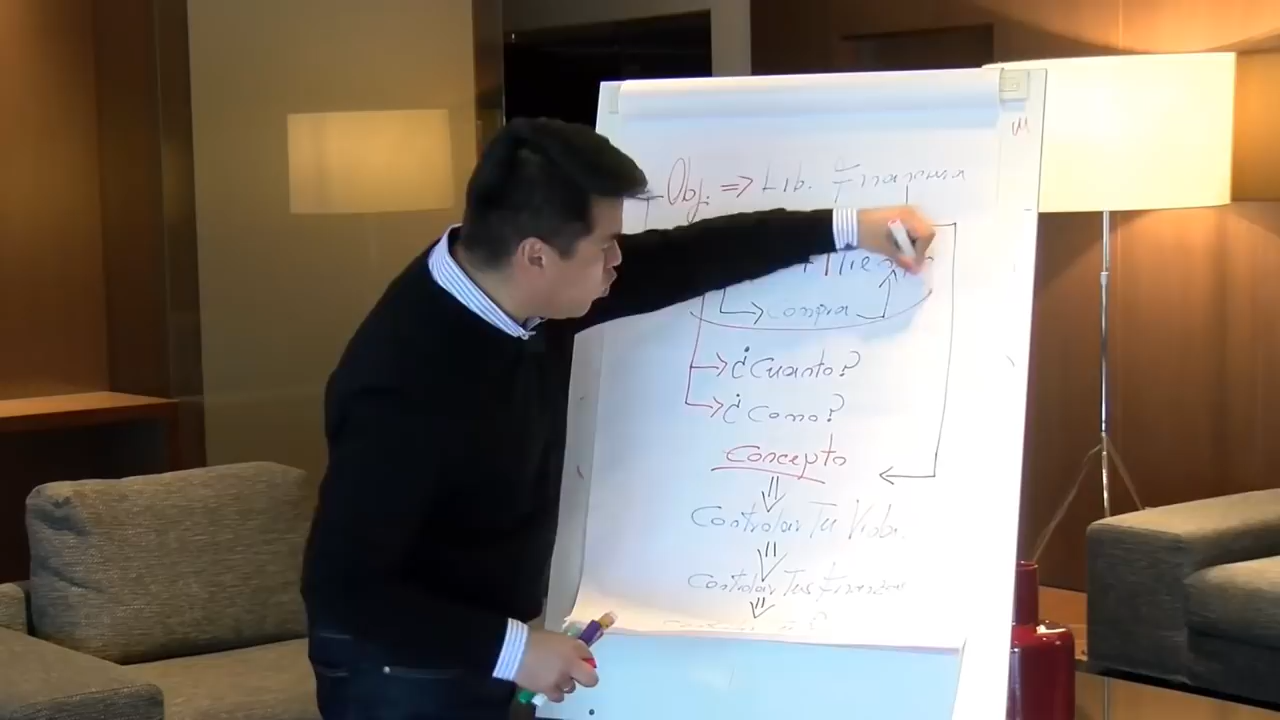 Obj. => Lib. Financiera
Compra
¿Cuanto?
¿Como?
Concepto
Controlar Tu Vida.
Controlar Tus Finanzas